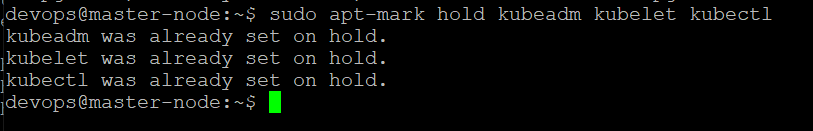 devops@master-node:~$ sudo apt-mark hold kubeadm kubelet kubectl
kubeadm was already set on hold.
kubelet was already set on hold.
kubectl was already set on hold.
devops@master-node:~$